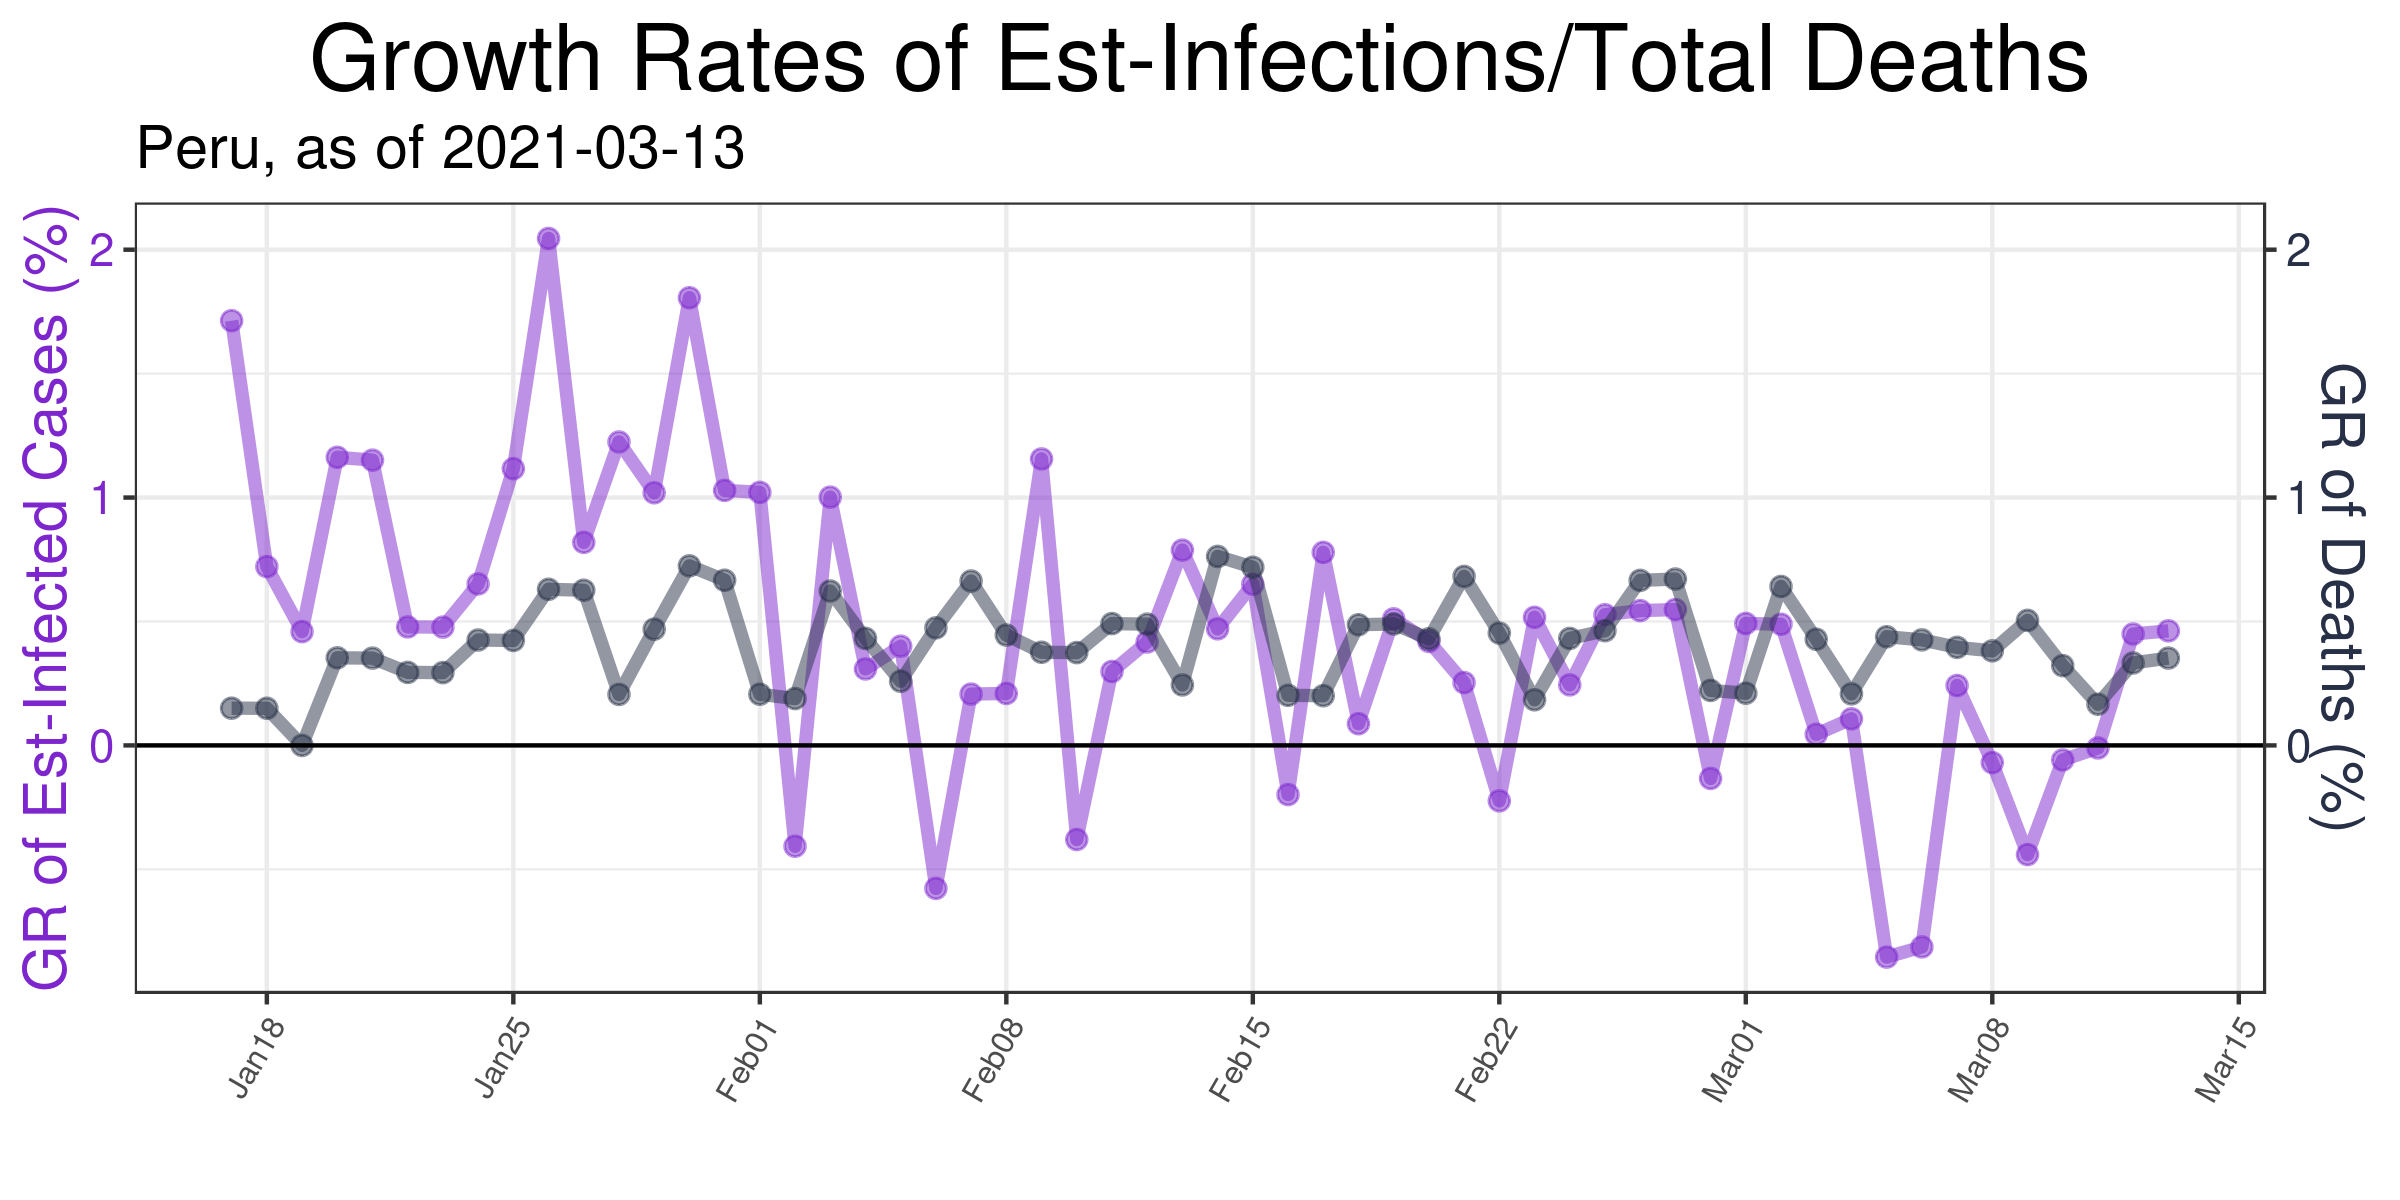 Growth Rates of Est-Infections/Total Deaths
Peru, as of 2021-03-13
GR of Est-Infected Cases (%)
2
1
0
2
1
0
GR of Deaths (%)
Jan18
Jan25
Feb01
Feb08
Feb15
Feb22
Mar01
Mar08
Mar15